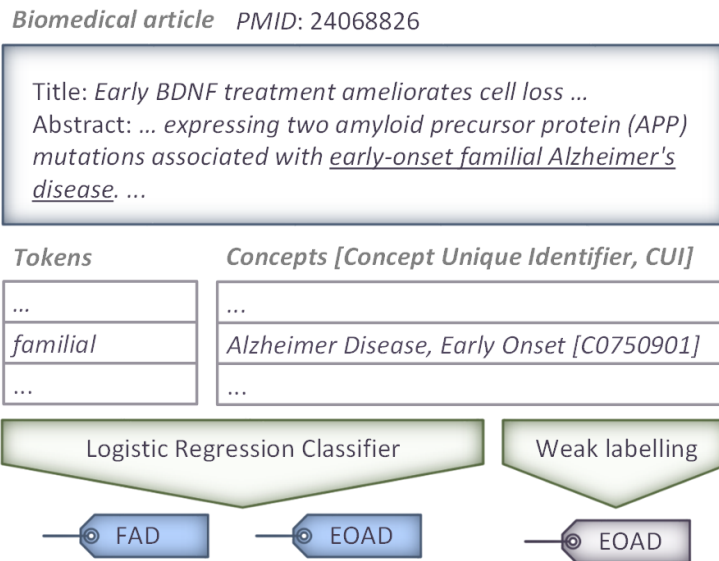 Biomedical article PMID: 24068826
Title: Early BDNF treatment ameliorates cell loss ...
Abstract: ... expressing two amyloid precursor protein (APP)
mutations associated with early-onset familial Alzheimer's
disease. ...
Tokens Concepts [Concept Unique Identifier, CUI]
... ...
familial Alzheimer Disease, Early Onset [C0750901]
... ...
Logistic Regression Classifier Weak labelling
FAD EOAD EOAD